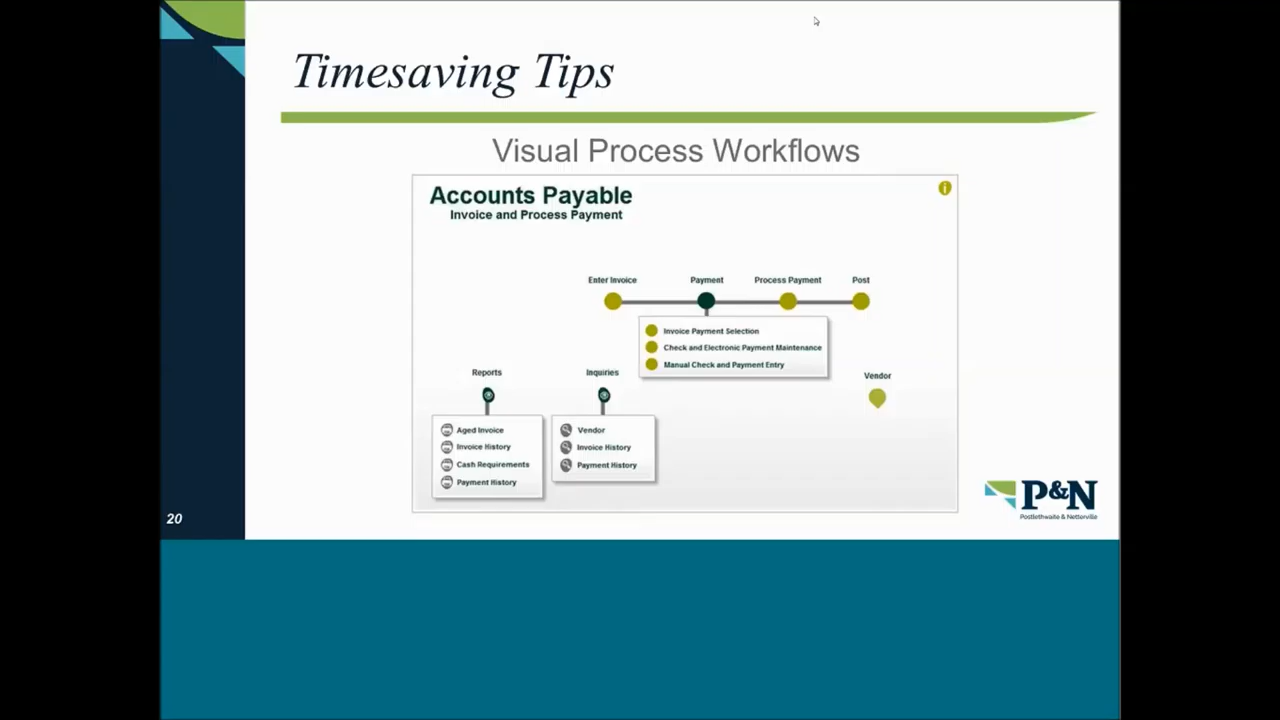 Timesaving Tips
Visual Process Workflows
Accounts Payable
Invoice and Process Payment
i
Enter Invoice
Payment
Process Payment
Post
Invoice Payment Selection
Check and Electronic Payment Maintenance
Manual Check and Payment Entry
Reports
Inquiries
Vendor
Aged Invoice
Invoice History
Cash Requirements
Payment History
Vendor
Invoice History
Payment History
P&N
Postlethwaite & Netterville
20